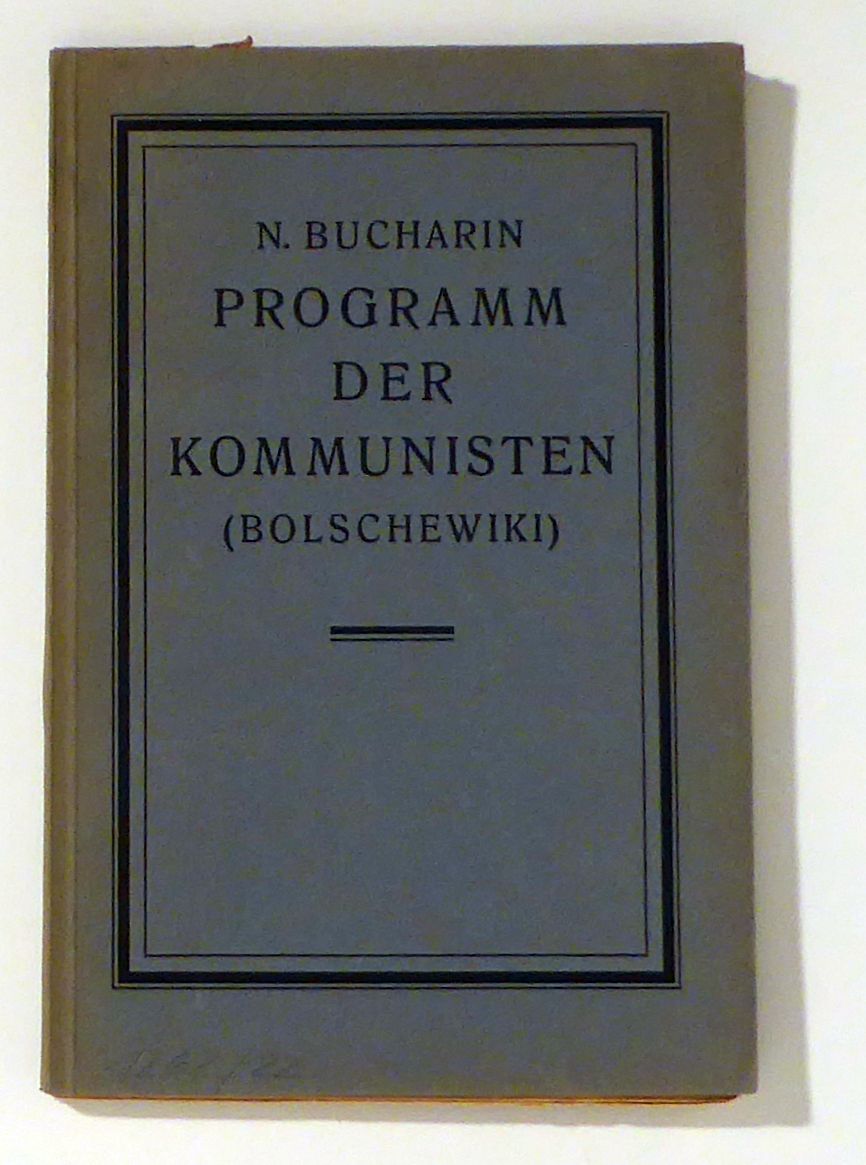 N. BUCHARIN
PROGRAMM
DER
KOMMUNISTEN
(BOLSCHEWIKI)